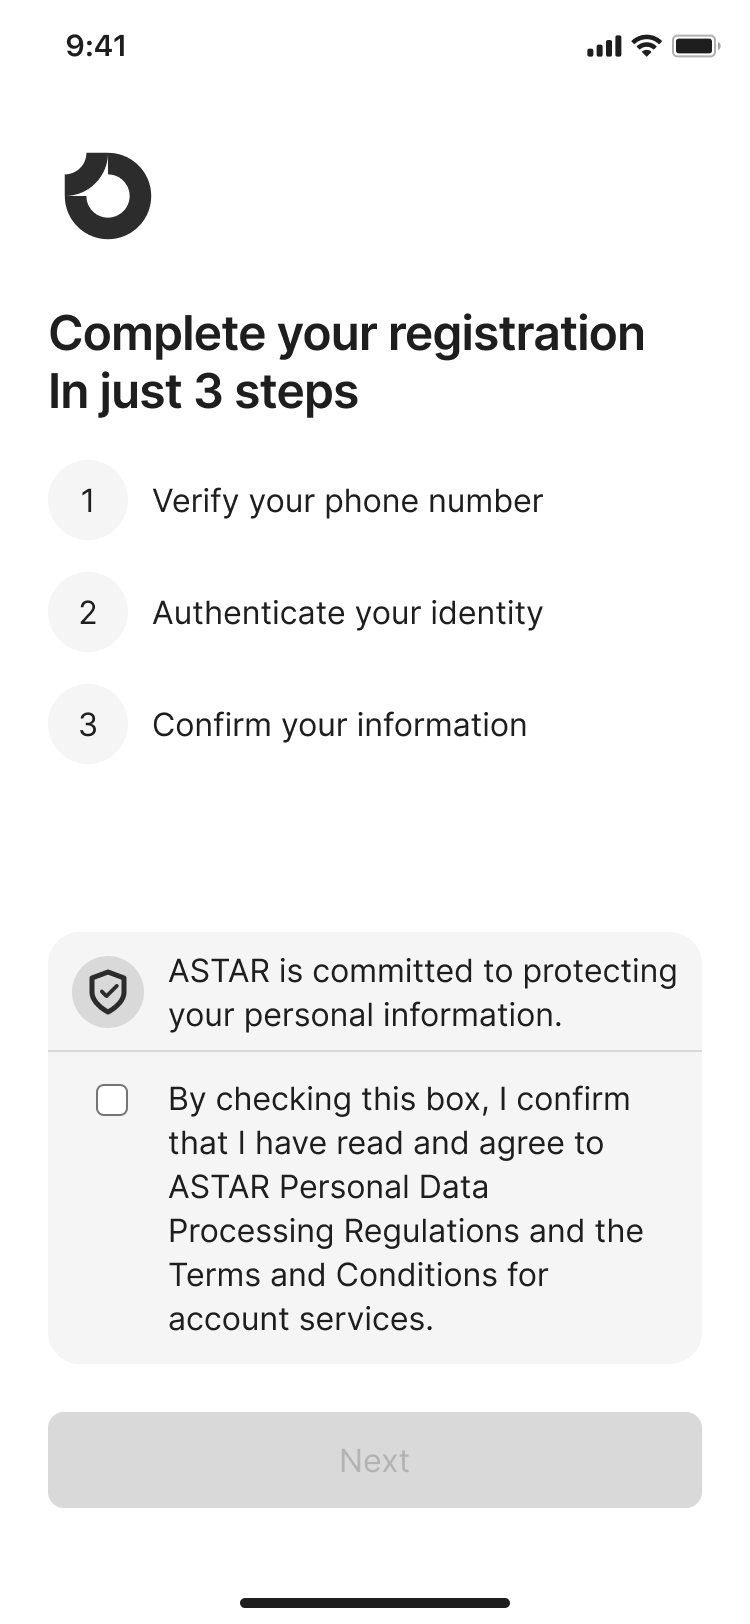 9:41
Complete your registration
In just 3 steps
1 Verify your phone number
2 Authenticate your identity
3 Confirm your information
ASTAR is committed to protecting
your personal information.
By checking this box, I confirm
that I have read and agree to
ASTAR Personal Data
Processing Regulations and the
Terms and Conditions for
account services.
Next